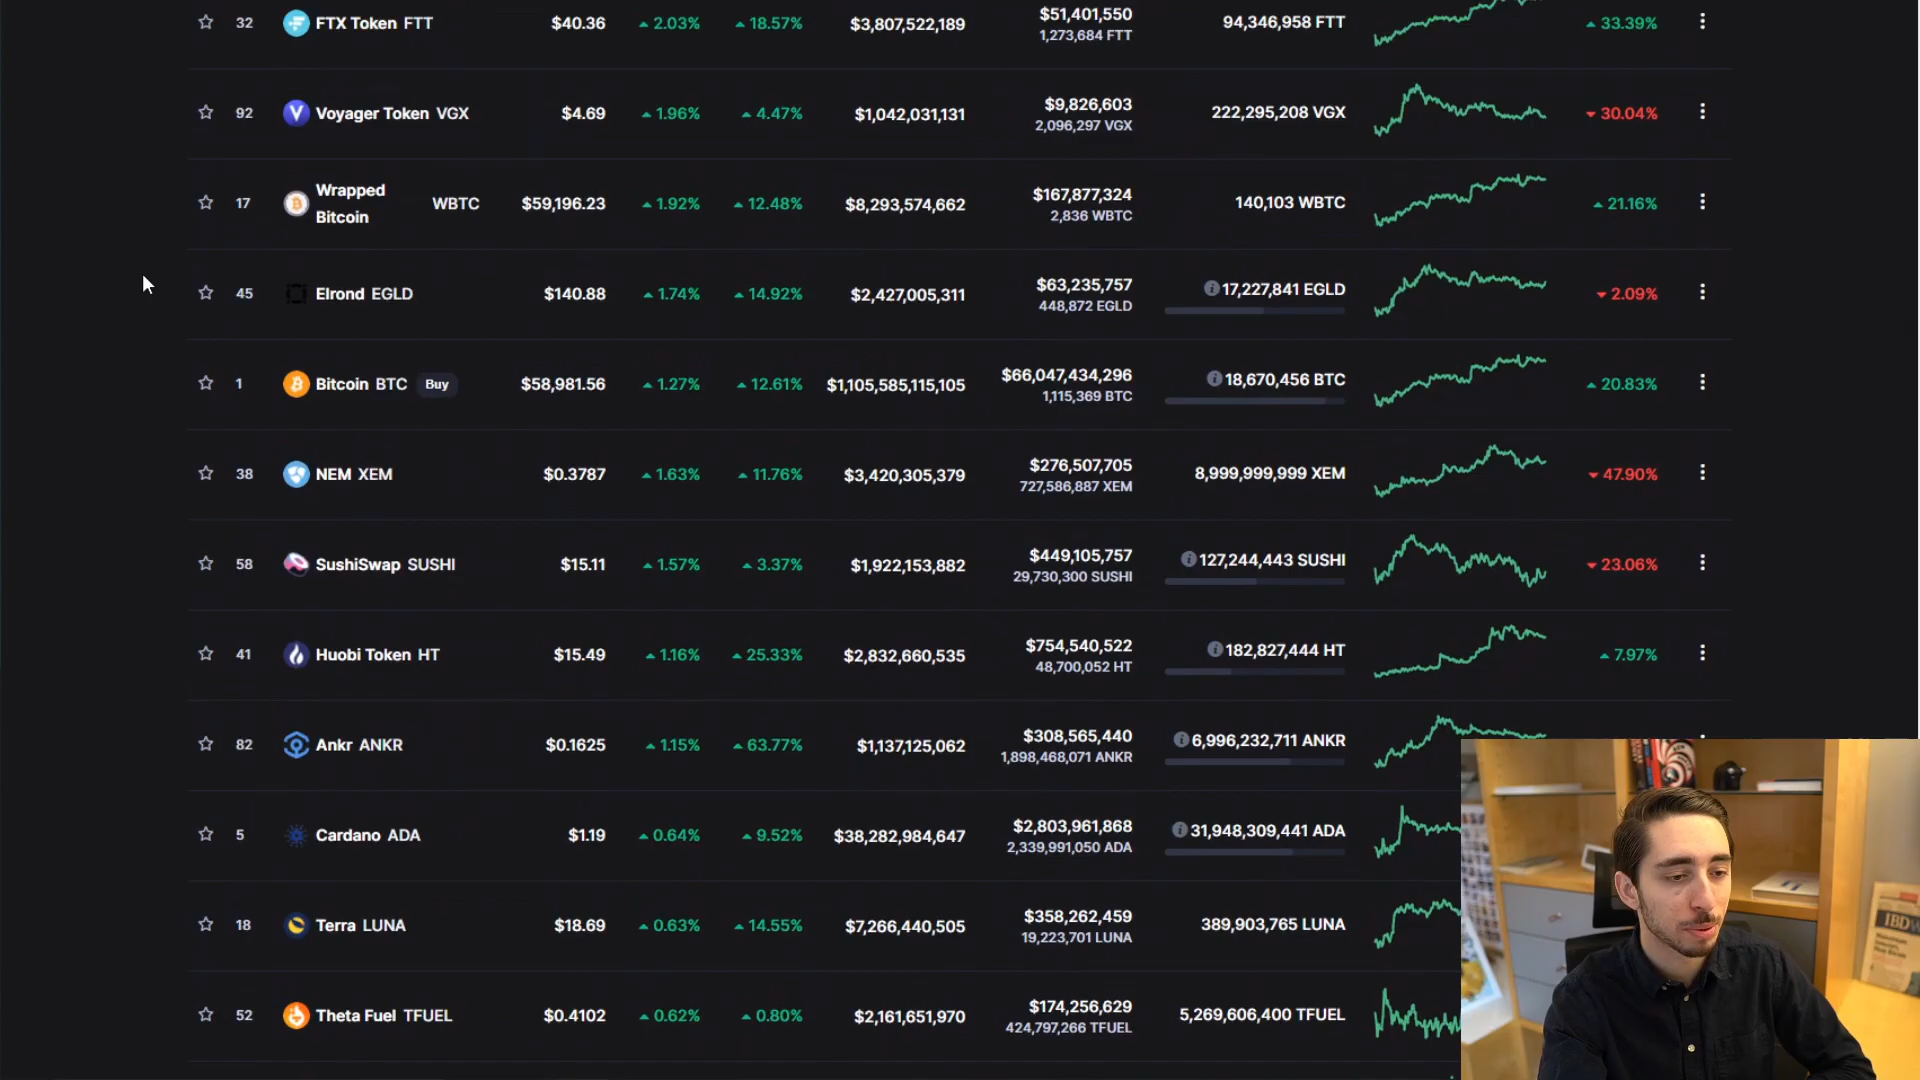 32 FTX Token FTT $40.36 2.03% 18.57% $3,807,522,189 $51,401,550 94,346,958 FTT 33.39%
1,273,684 FTT
92 Voyager Token VGX $4.69 1.96% 4.47% $1,042,031,131 $9,826,603 222,295,208 VGX 30.04%
2,096,297 VGX
17 Wrapped Bitcoin WBTC $59,196.23 1.92% 12.48% $8,293,574,662 $167,877,324 140,103 WBTC 21.16%
2,836 WBTC
45 Elrond EGLD $140.88 1.74% 14.92% $2,427,005,311 $63,235,757 17,227,841 EGLD 2.09%
448,872 EGLD
1 Bitcoin BTC Buy $58,981.56 1.27% 12.61% $1,105,585,115,105 $66,047,434,296 18,670,456 BTC 20.83%
1,115,369 BTC
38 NEM XEM $0.3787 1.63% 11.76% $3,420,305,379 $276,507,705 8,999,999,999 XEM 47.90%
727,586,887 XEM
58 SushiSwap SUSHI $15.11 1.57% 3.37% $1,922,153,882 $449,105,757 127,244,443 SUSHI 23.06%
29,730,300 SUSHI
41 Huobi Token HT $15.49 1.16% 25.33% $2,832,660,535 $754,540,522 182,827,444 HT 7.97%
48,700,052 HT
82 Ankr ANKR $0.1625 1.15% 63.77% $1,137,125,062 $308,565,440 6,996,232,711 ANKR
1,898,468,071 ANKR
5 Cardano ADA $1.19 0.64% 9.52% $38,282,984,647 $2,803,961,868 31,948,309,441 ADA
2,339,991,050 ADA
18 Terra LUNA $18.69 0.63% 14.55% $7,266,440,505 $358,262,459 389,903,765 LUNA
19,223,701 LUNA
52 Theta Fuel TFUEL $0.4102 0.62% 0.80% $2,161,651,970 $174,256,629 5,269,606,400 TFUEL
424,797,266 TFUEL
IBD